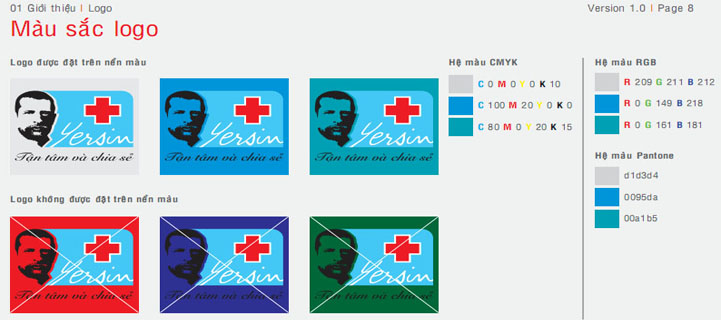 01 Giới thiệu I Logo
Version 1.0 I Page 8
Màu sắc logo
Logo được đặt trên nền màu
Yersin
Tận tâm và chia sẻ
Yersin
Tận tâm và chia sẻ
Yersin
Tận tâm và chia sẻ
Logo không được đặt trên nền màu
Yersin
Tận tâm và chia sẻ
Yersin
Tận tâm và chia sẻ
Yersin
Tận tâm và chia sẻ
Hệ màu CMYK
C 0 M 0 Y 0 K 10
C 100 M 20 Y 0 K 0
C 80 M 0 Y 20 K 15
Hệ màu RGB
R 209 G 211 B 212
R 0 G 149 B 218
R 0 G 161 B 181
Hệ màu Pantone
d1d3d4
0095da
00a1b5